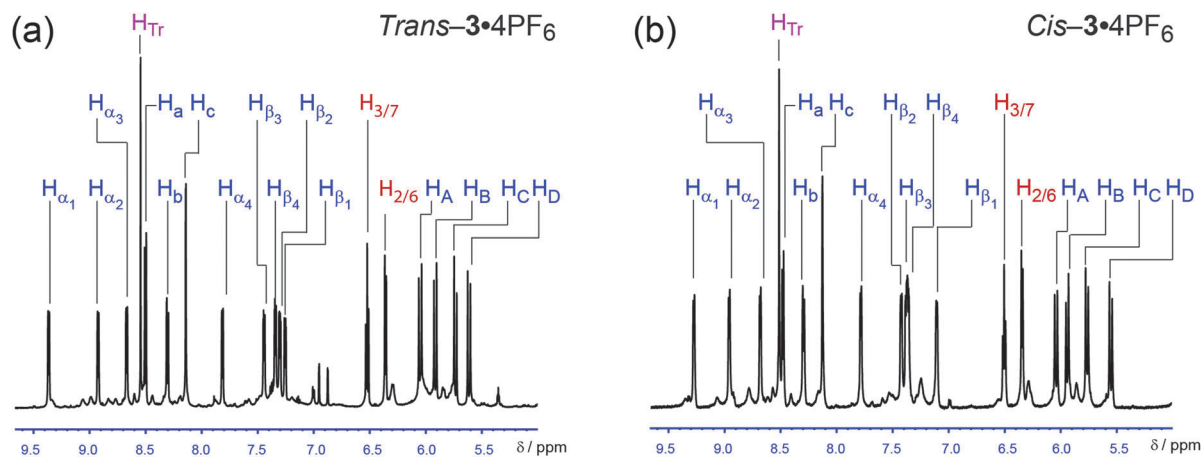 (a) Trans–3•4PF6
HTr
Hα3 Ha Hc Hβ3 Hβ2 H3/7
Hα1 Hα2 Hb Hα4 Hβ4 Hβ1 H2/6 HA HB HC HD
9.5 9.0 8.5 8.0 7.5 7.0 6.5 6.0 5.5 δ / ppm
(b) Cis–3•4PF6
HTr
Hα3 Ha Hc Hβ2 Hβ4 H3/7
Hα1 Hα2 Hb Hα4 Hβ3 Hβ1 H2/6 HA HB HC HD
9.5 9.0 8.5 8.0 7.5 7.0 6.5 6.0 5.5 δ / ppm